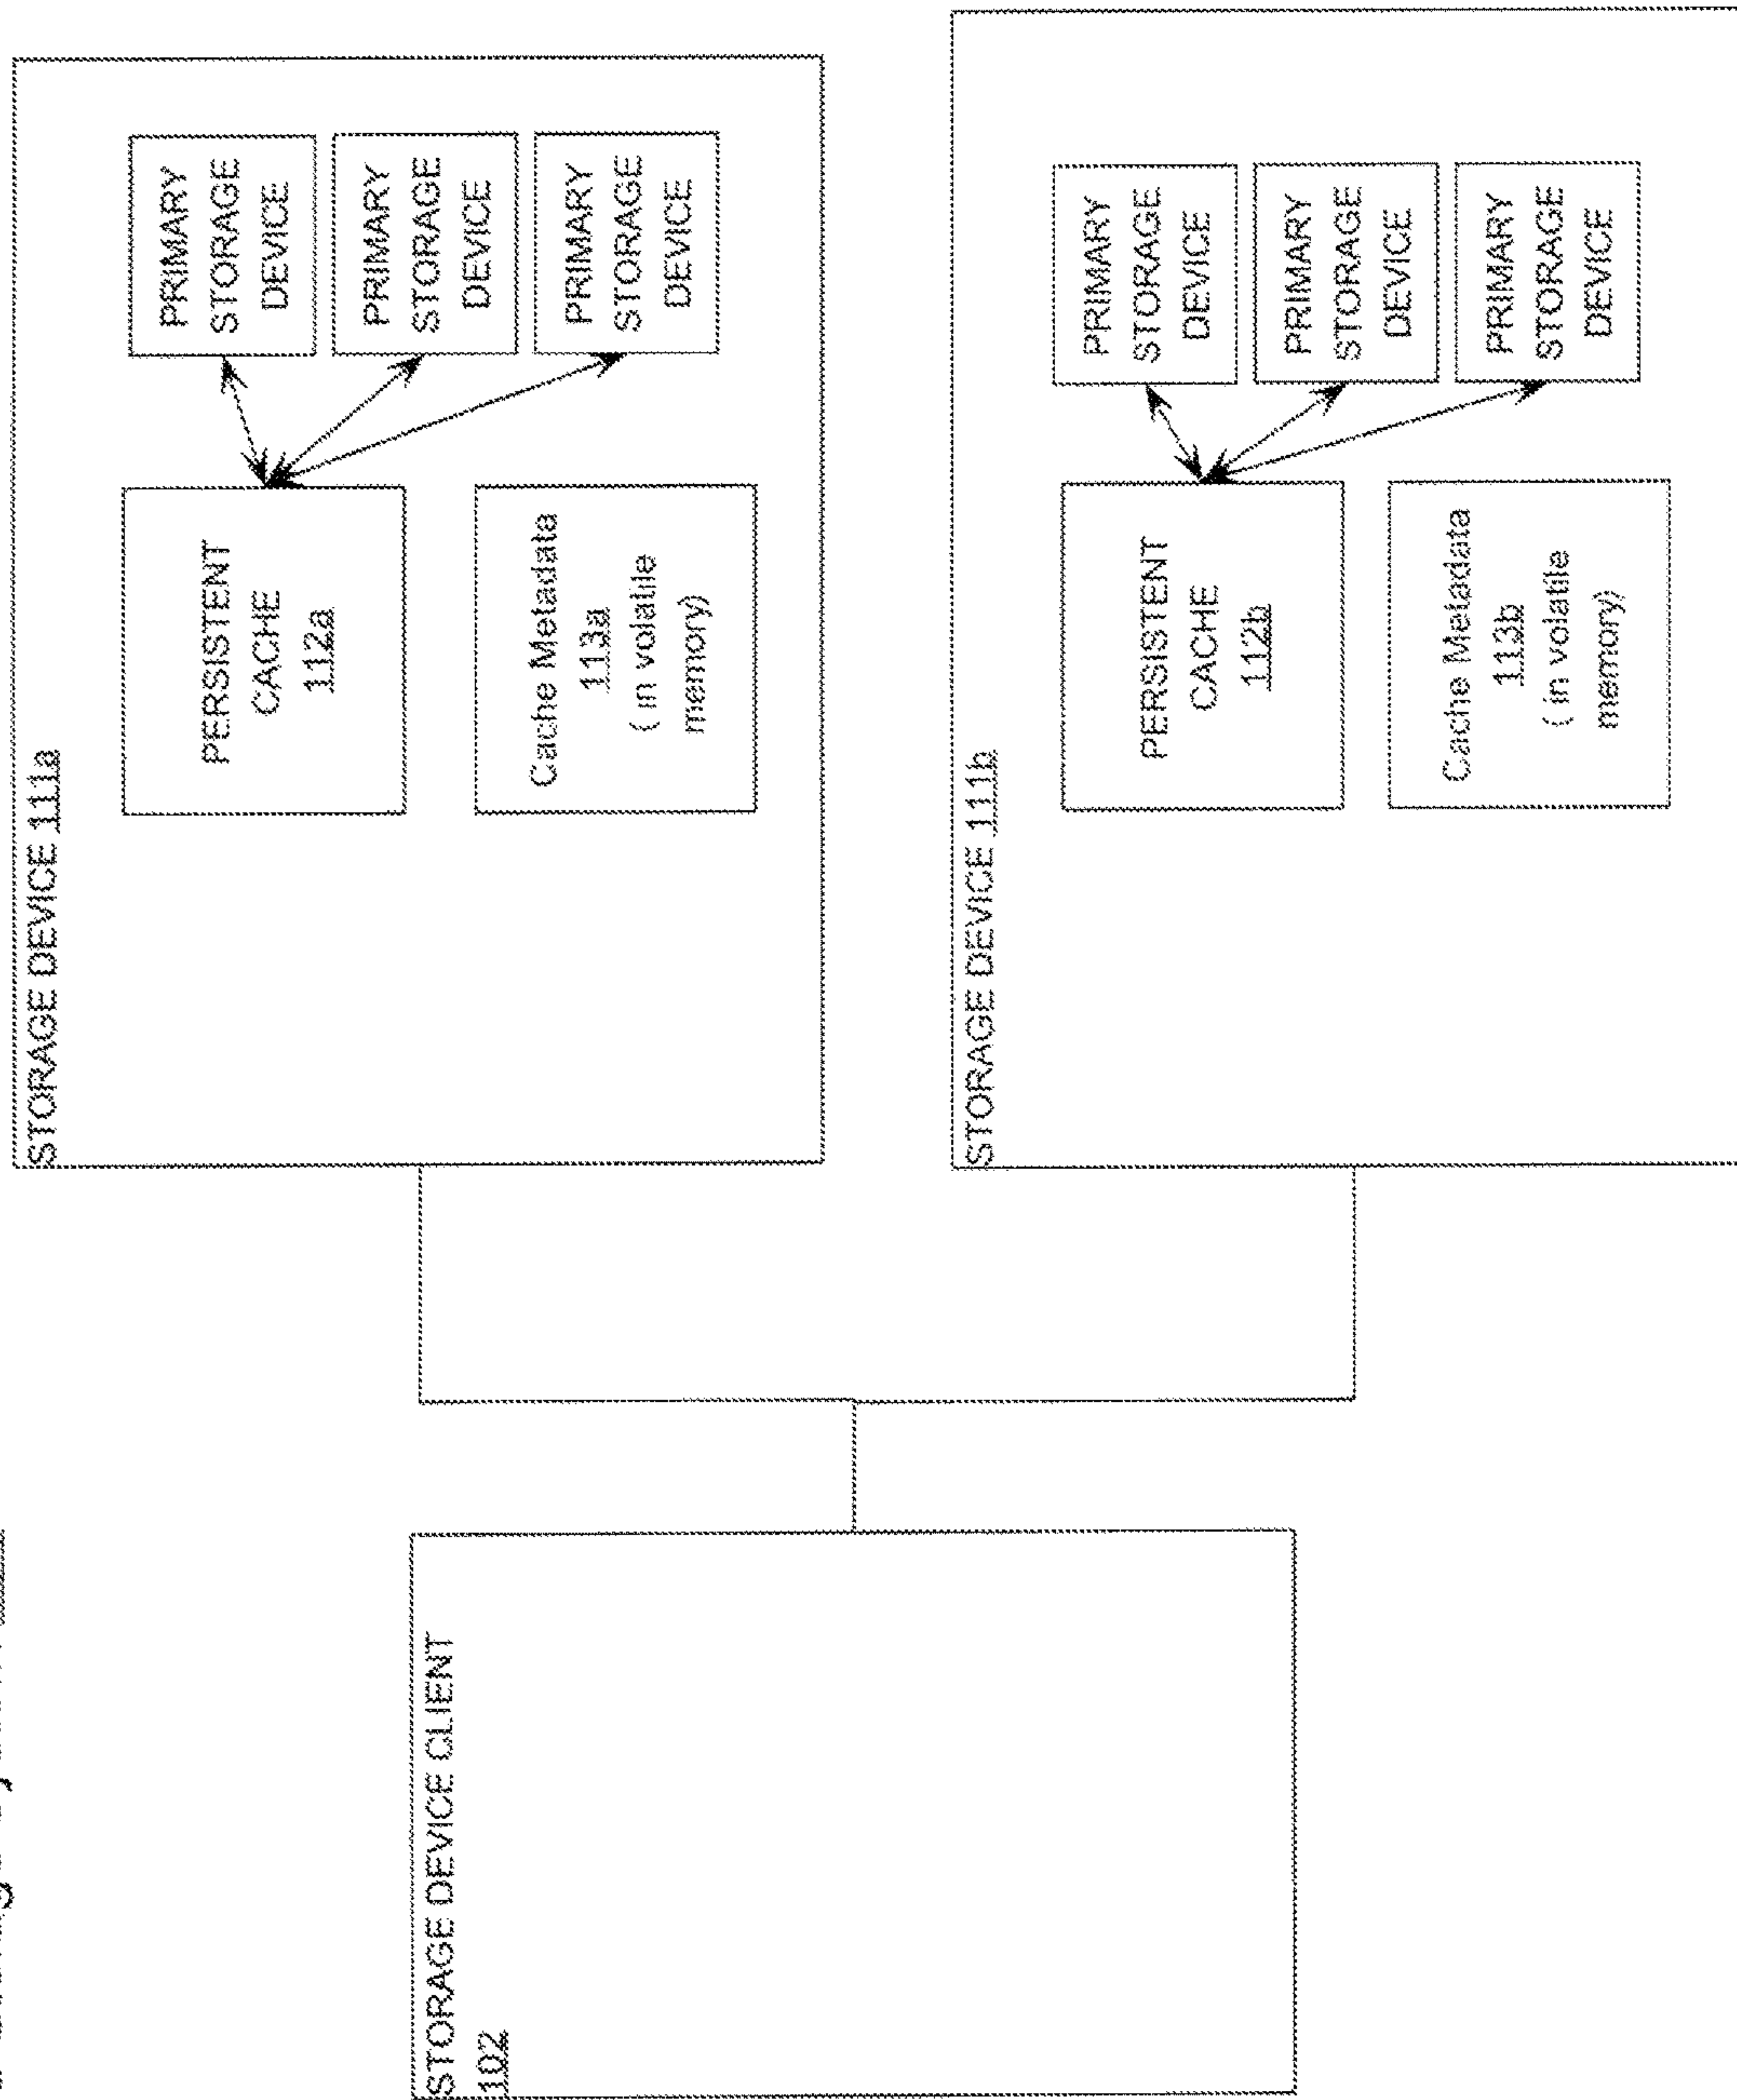 STORAGE DEVICE CLIENT
102
STORAGE DEVICE 111a
PERSISTENT
CACHE
112a
Cache Metadata
113a
( in volatile
memory)
PRIMARY
STORAGE
DEVICE
PRIMARY
STORAGE
DEVICE
PRIMARY
STORAGE
DEVICE
STORAGE DEVICE 111b
PERSISTENT
CACHE
112b
Cache Metadata
113b
( in volatile
memory)
PRIMARY
STORAGE
DEVICE
PRIMARY
STORAGE
DEVICE
PRIMARY
STORAGE
DEVICE